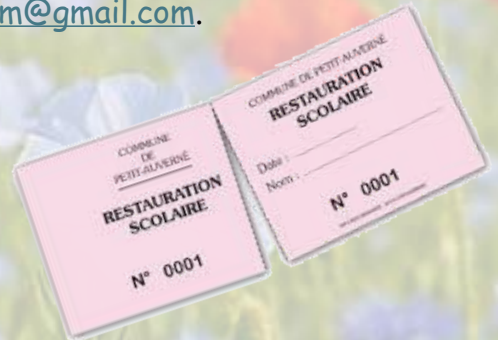 m@gmail.com.
COMMUNE
DE
PETIT-AUVERNÉ
RESTAURATION
SCOLAIRE
N° 0001
COMMUNE DE PETIT-AUVERNÉ
RESTAURATION
SCOLAIRE
Date :
Nom :
N° 0001